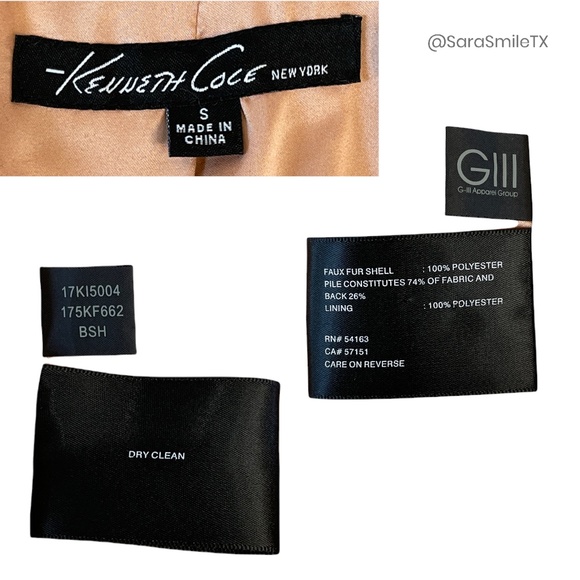 KENNETH COLE NEW YORK
S
MADE IN
CHINA
@SaraSmileTX
GIII
G-III Apparel Group
FAUX FUR SHELL : 100% POLYESTER
PILE CONSTITUTES 74% OF FABRIC AND
BACK 26%
LINING : 100% POLYESTER
RN# 54163
CA# 57151
CARE ON REVERSE
17KI5004
175KF662
BSH
DRY CLEAN